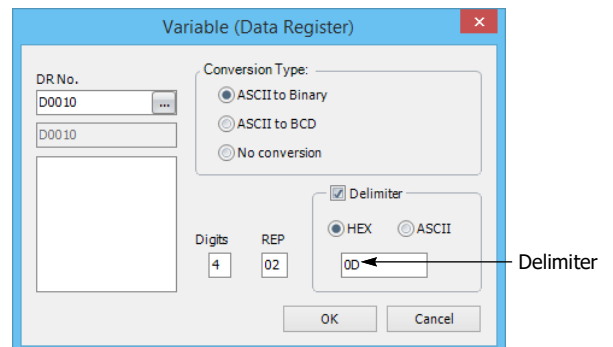 Variable (Data Register)
DR No.
D0010
...
D0010
Conversion Type:
ASCII to Binary
ASCII to BCD
No conversion
Delimiter
HEX
ASCII
Digits
REP
4
02
0D
Delimiter
OK
Cancel